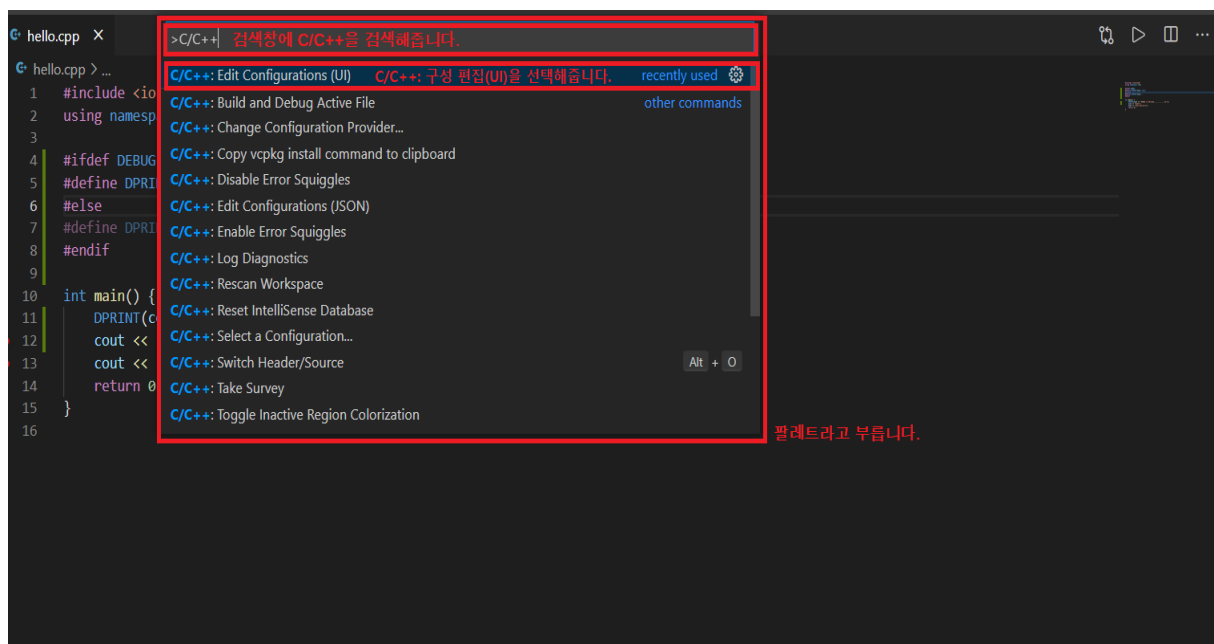 hello.cpp
>C/C++ 검색창에 C/C++을 검색해줍니다.
hello.cpp > ...
C/C++: Edit Configurations (UI) C/C++: 구성 편집(UI)을 선택해줍니다. recently used
C/C++: Build and Debug Active File other commands
C/C++: Change Configuration Provider...
C/C++: Copy vcpkg install command to clipboard
C/C++: Disable Error Squiggles
C/C++: Edit Configurations (JSON)
C/C++: Enable Error Squiggles
C/C++: Log Diagnostics
C/C++: Rescan Workspace
C/C++: Reset IntelliSense Database
C/C++: Select a Configuration...
C/C++: Switch Header/Source Alt + O
C/C++: Take Survey
C/C++: Toggle Inactive Region Colorization
팔레트라고 부릅니다.
1 #include <io
2 using namesp
3
4 #ifdef DEBUG
5 #define DPRI
6 #else
7 #define DPRI
8 #endif
9
10 int main() {
11 DPRINT(c
12 cout <<
13 cout <<
14 return 0
15 }
16